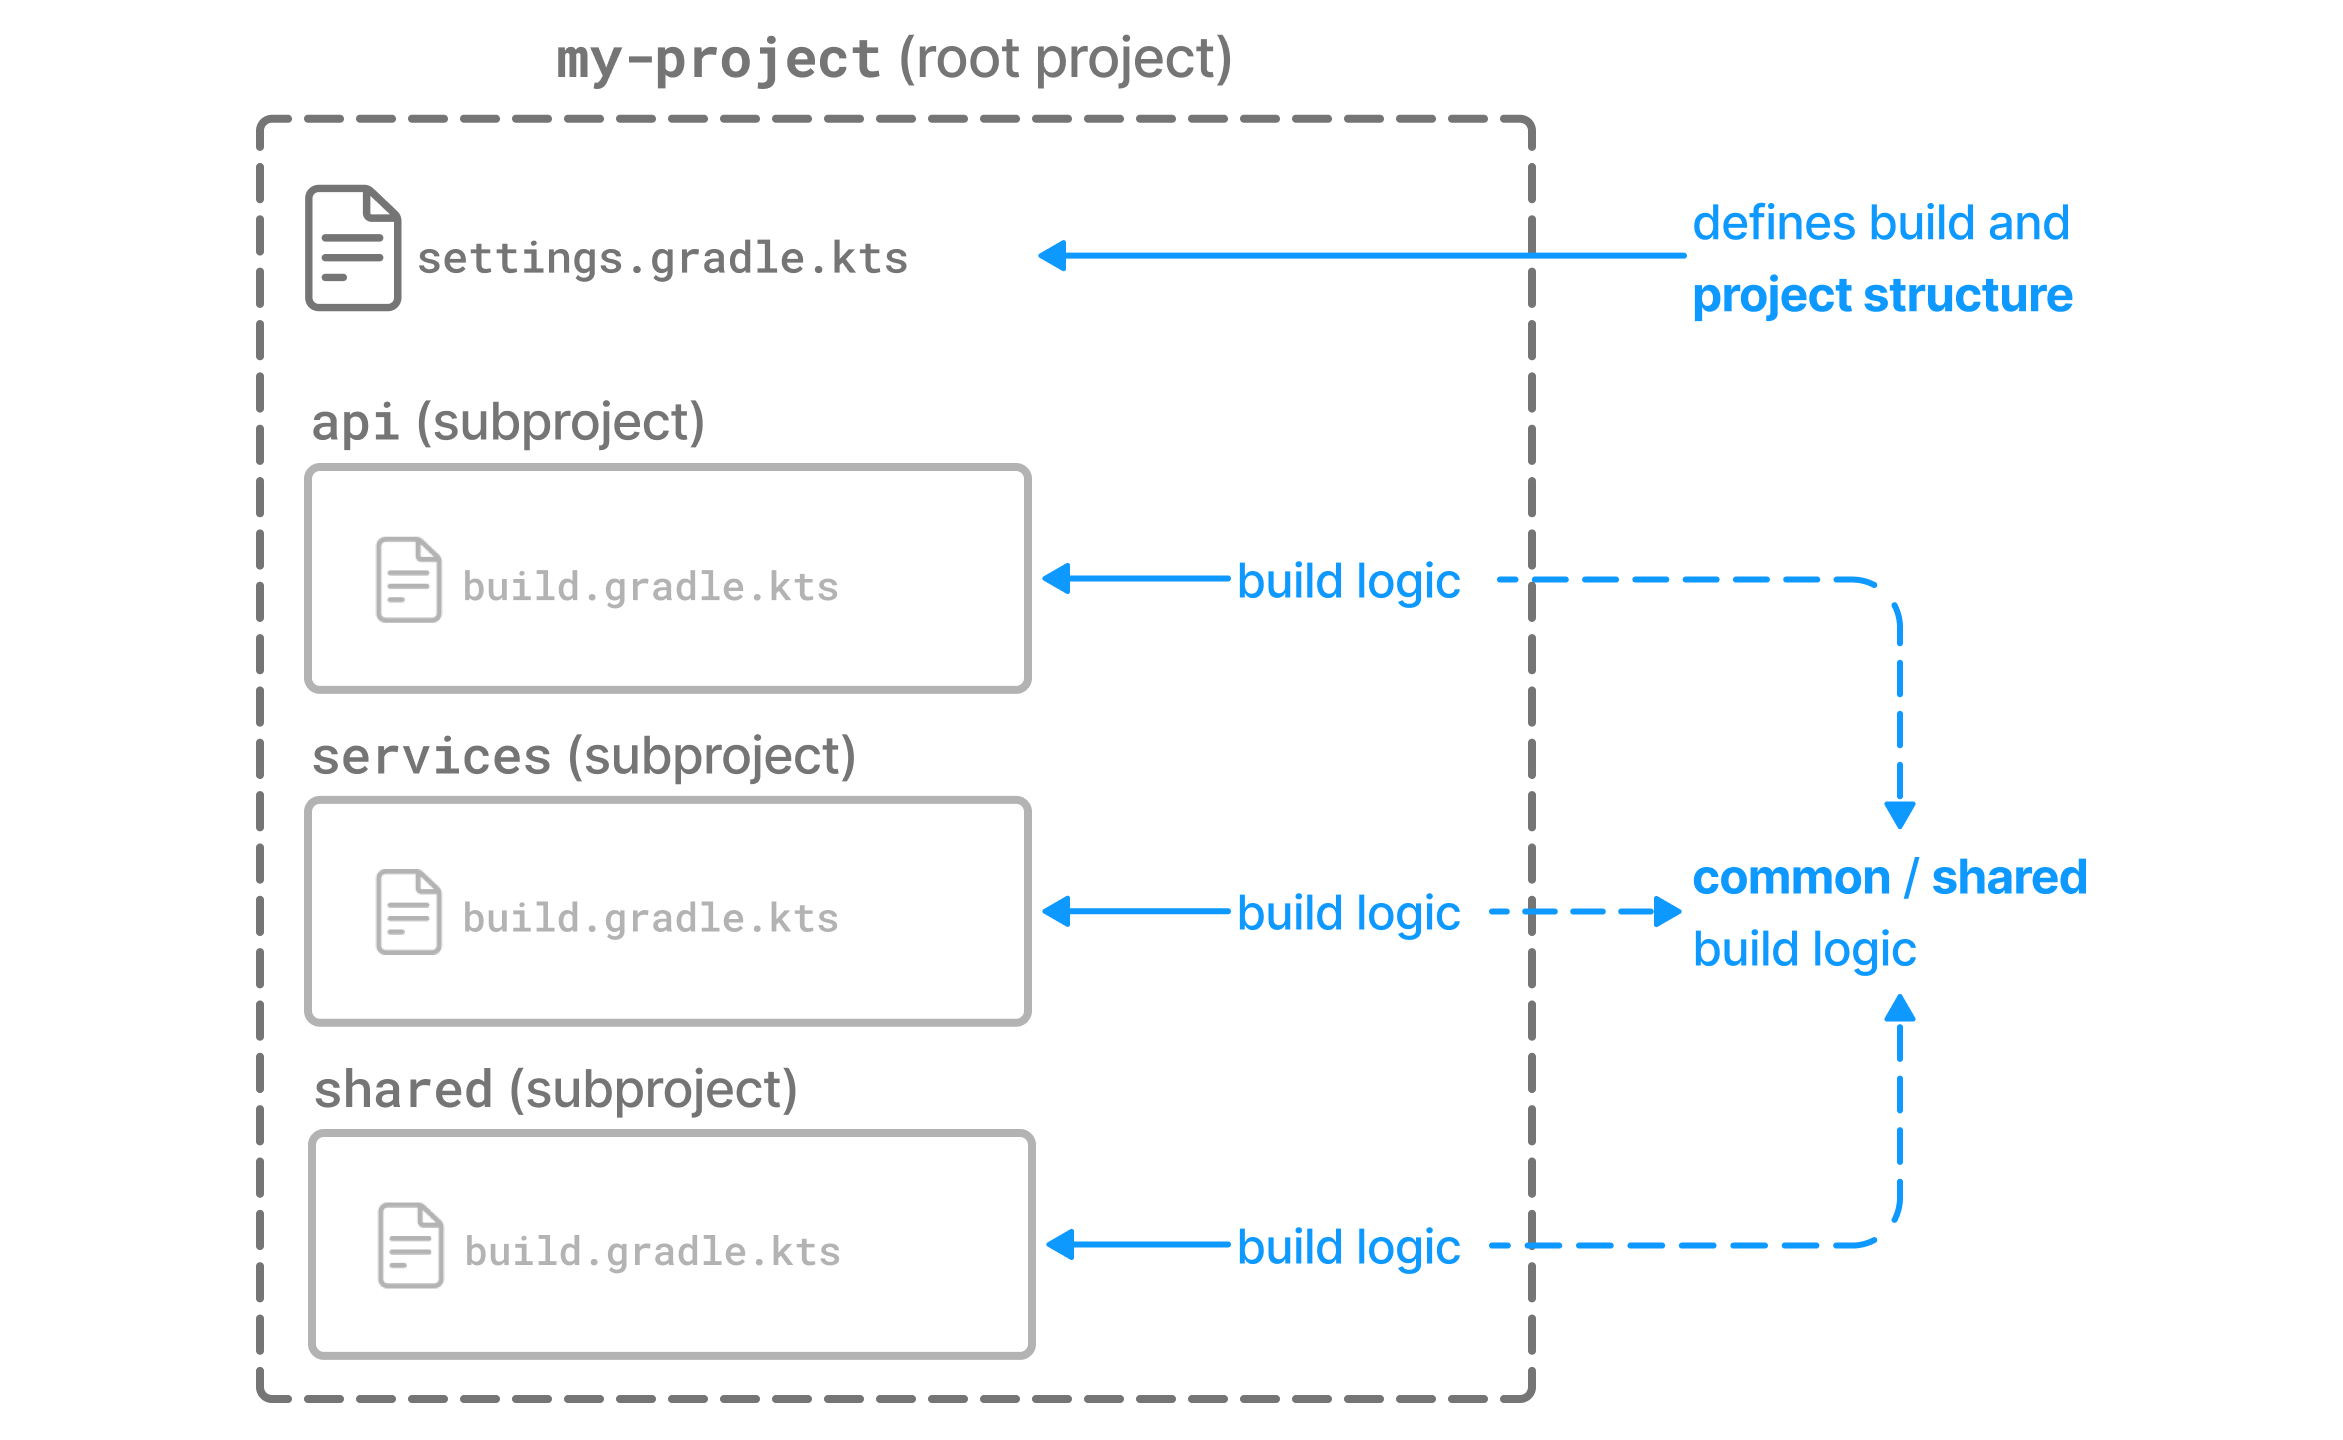 my-project (root project)
settings.gradle.kts
defines build and
project structure
api (subproject)
build.gradle.kts
build logic
services (subproject)
build.gradle.kts
build logic
common / shared
build logic
shared (subproject)
build.gradle.kts
build logic